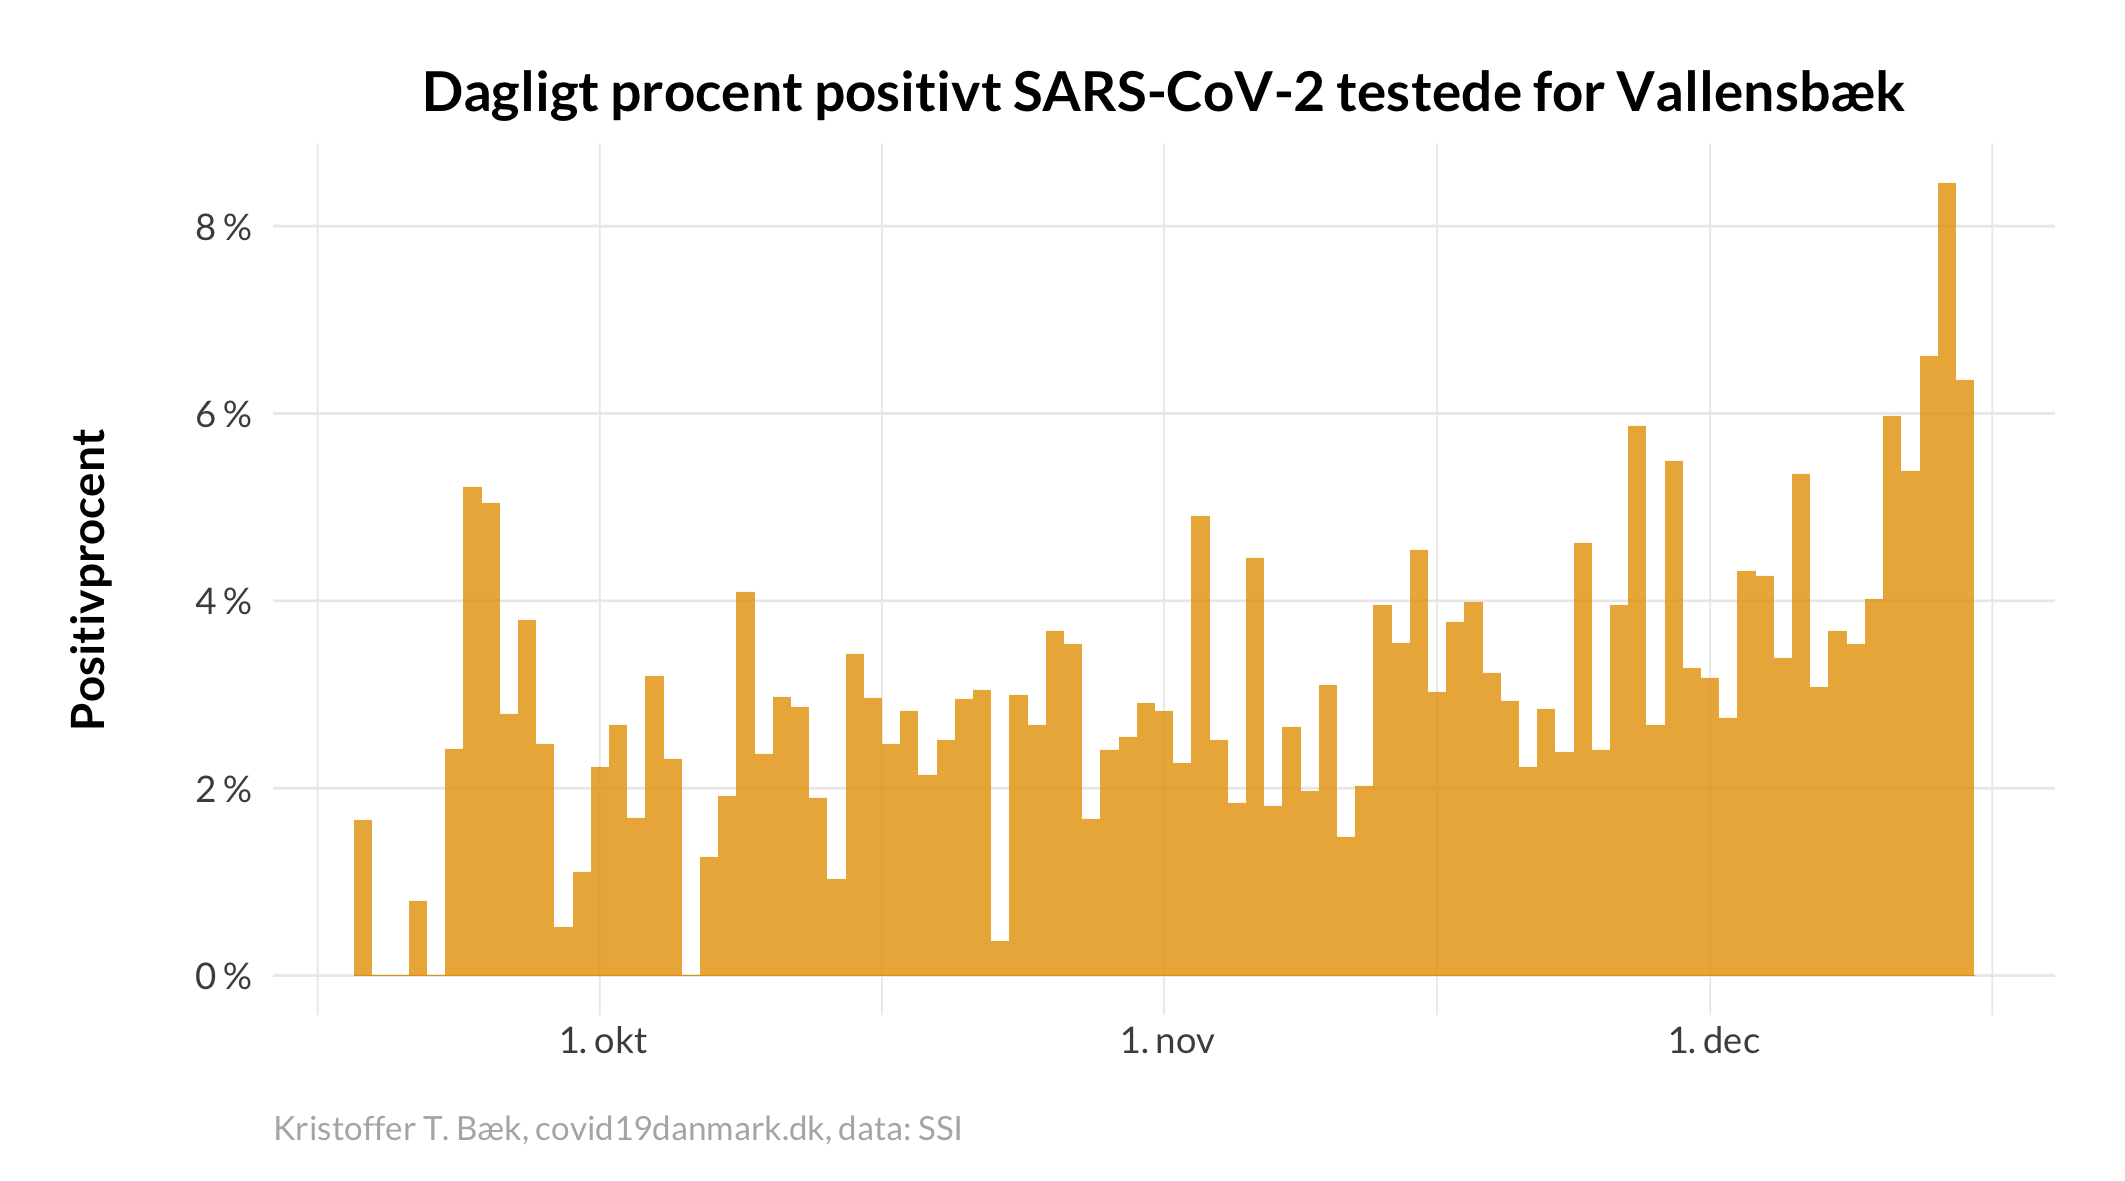 Dagligt procent positivt SARS-CoV-2 testede for Vallensbæk
Positivprocent
8 %
6 %
4 %
2 %
0 %
1. okt
1. nov
1. dec
Kristoffer T. Bæk, covid19danmark.dk, data: SSI